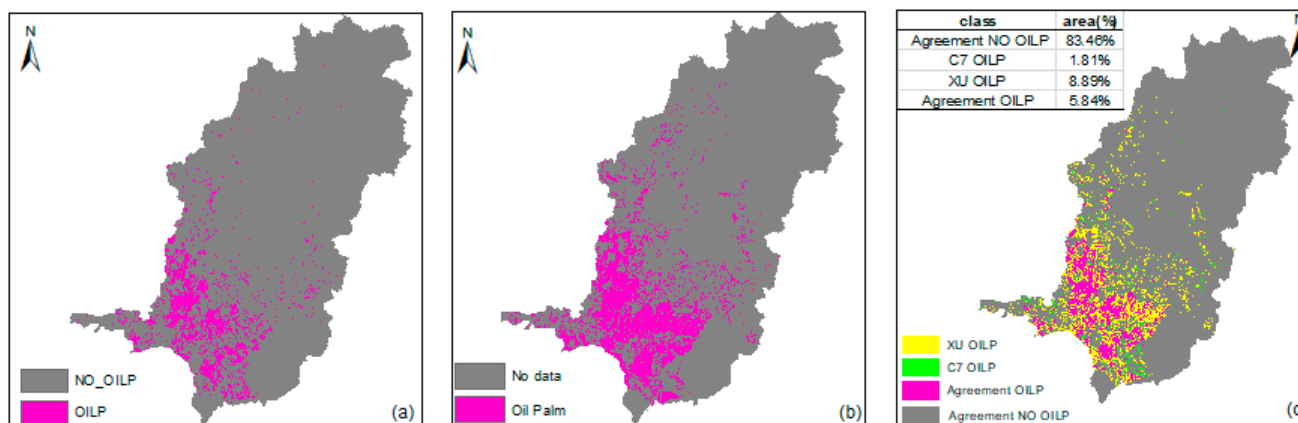 N
NO_OILP
OILP
(a)
N
No data
Oil Palm
(b)
class area(%)
Agreement NO OILP 83.46%
C7 OILP 1.81%
XU OILP 8.89%
Agreement OILP 5.84%
N
XU OILP
C7 OILP
Agreement OILP
Agreement NO OILP